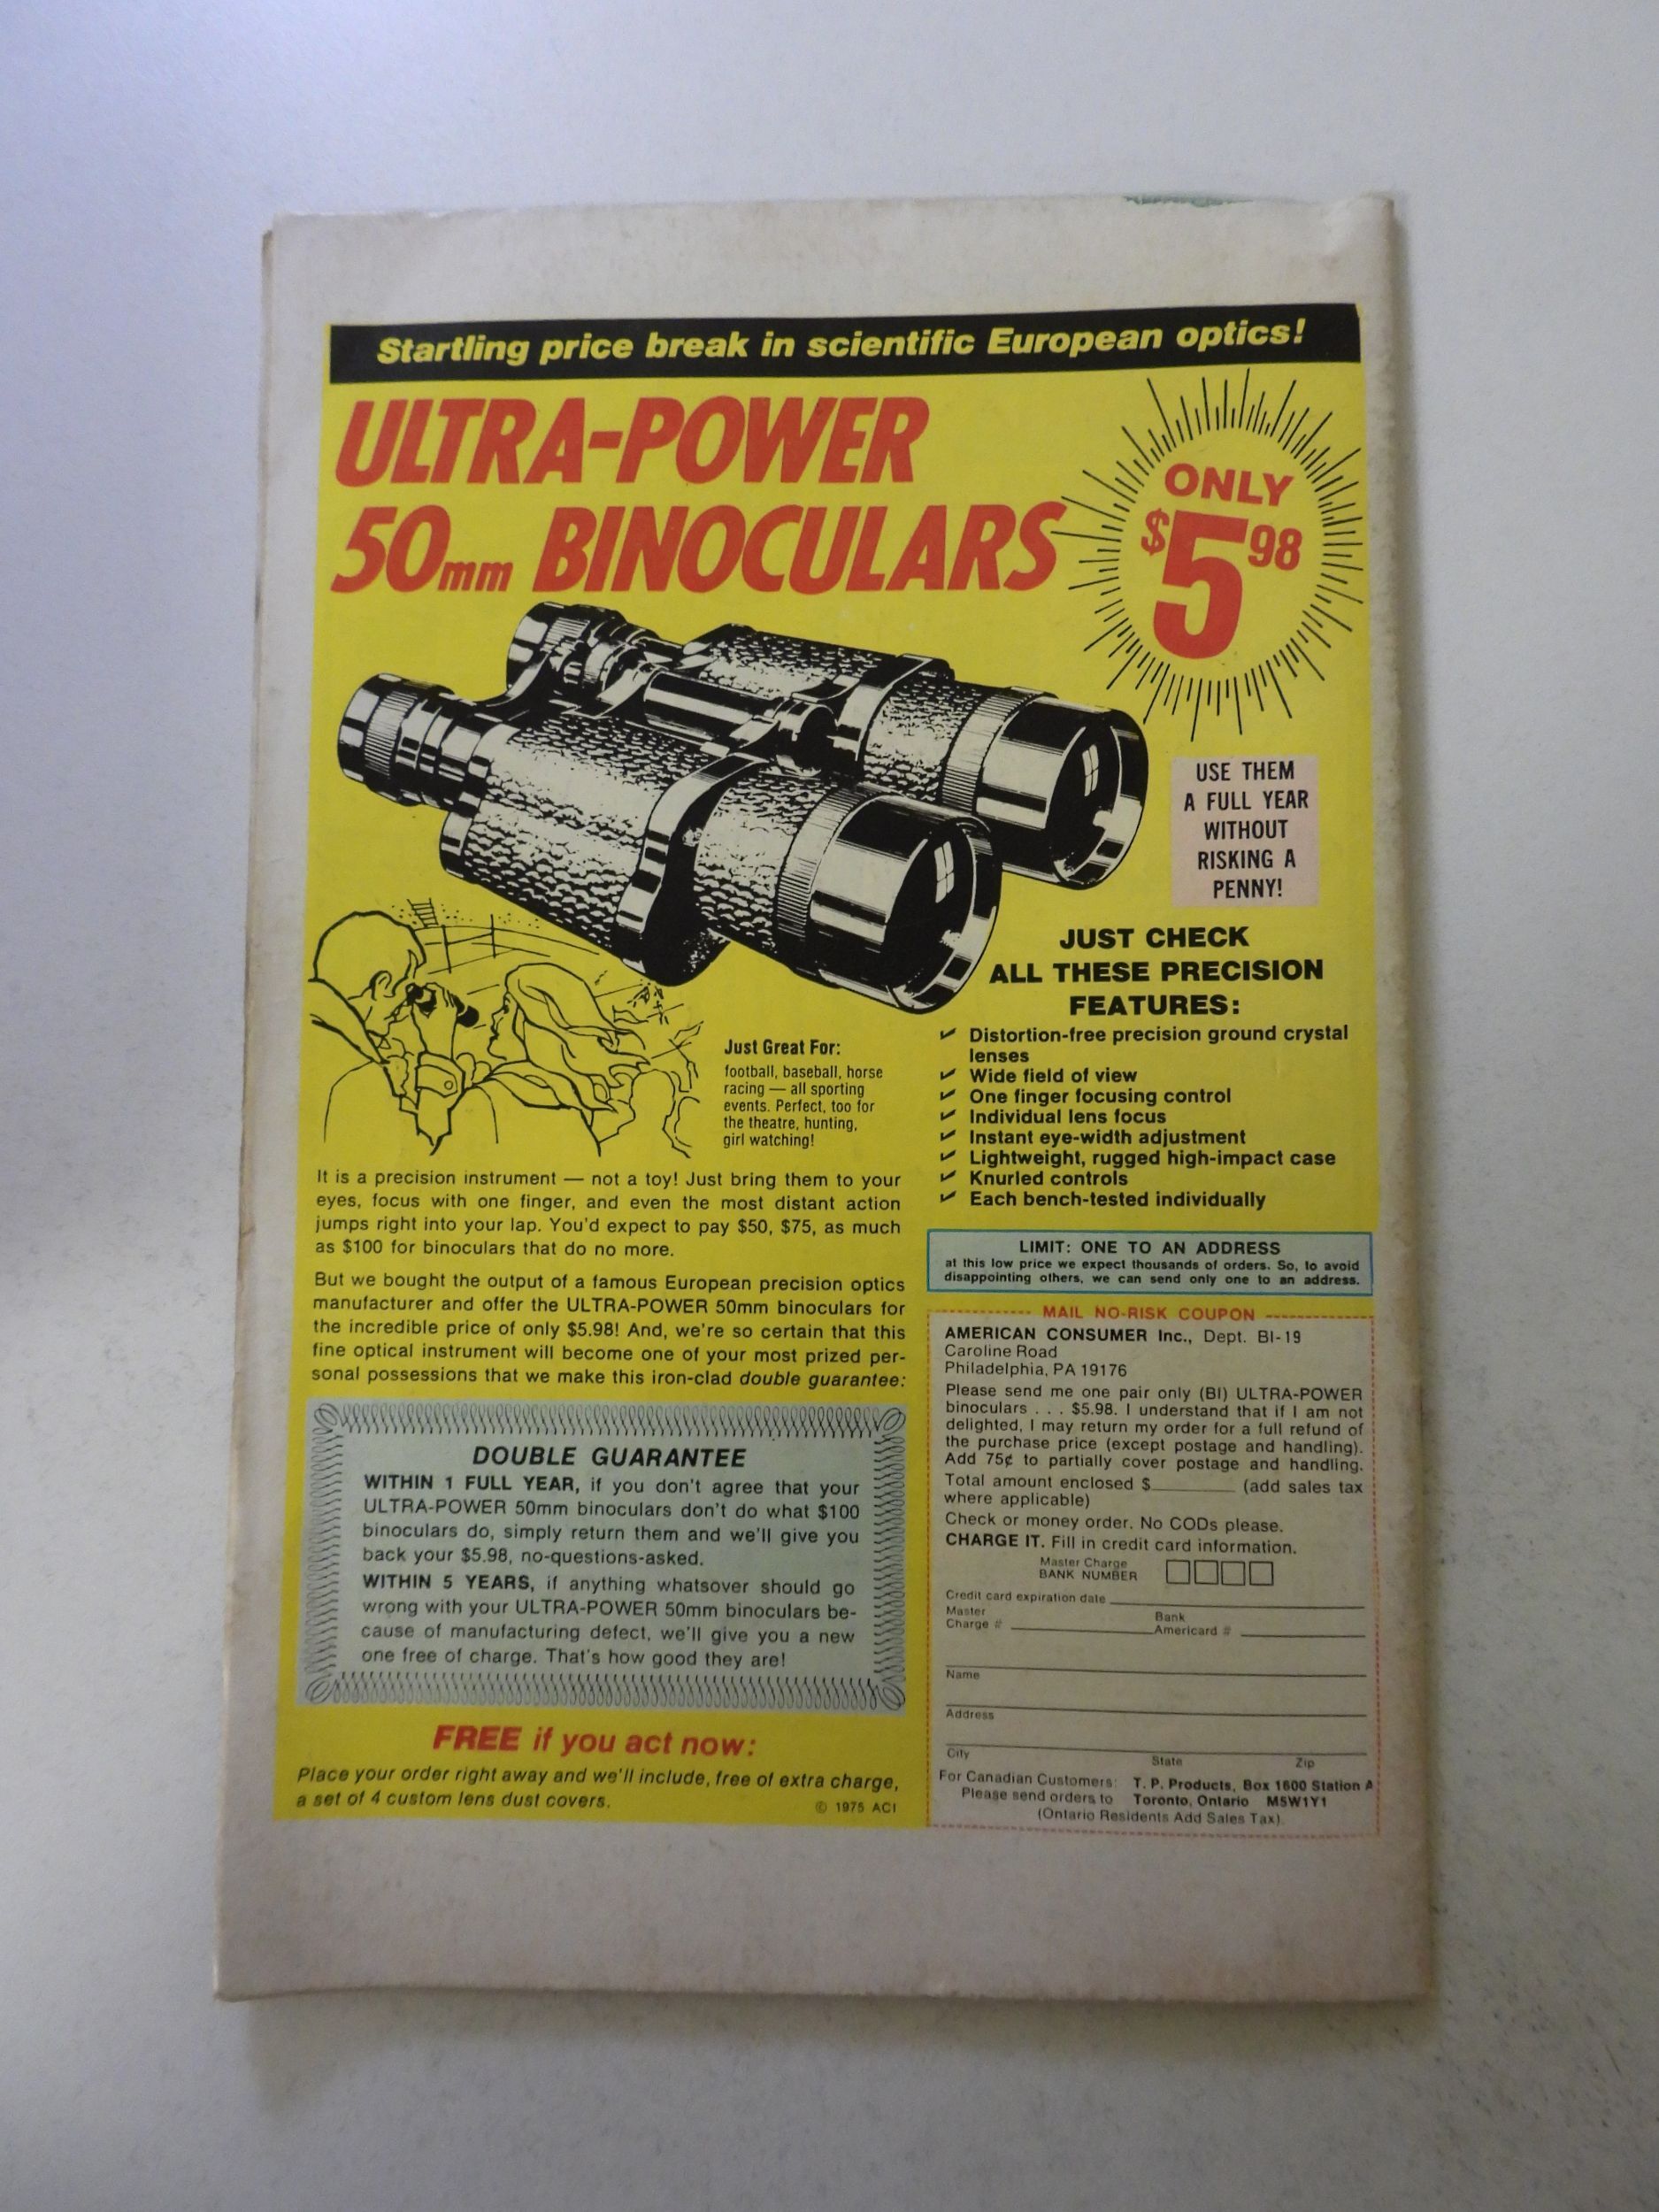 Startling price break in scientific European optics!
ULTRA-POWER
50mm BINOCULARS
ONLY
$5.98
USE THEM
A FULL YEAR
WITHOUT
RISKING A
PENNY!
JUST CHECK
ALL THESE PRECISION
FEATURES:
✔ Distortion-free precision ground crystal
lenses
✔ Wide field of view
✔ One finger focusing control
✔ Individual lens focus
✔ Instant eye-width adjustment
✔ Lightweight, rugged high-impact case
✔ Knurled controls
✔ Each bench-tested individually
Just Great For:
football, baseball, horse
racing — all sporting
events. Perfect, too for
the theatre, hunting,
girl watching!
It is a precision instrument — not a toy! Just bring them to your
eyes, focus with one finger, and even the most distant action
jumps right into your lap. You'd expect to pay $50, $75, as much
as $100 for binoculars that do no more.
But we bought the output of a famous European precision optics
manufacturer and offer the ULTRA-POWER 50mm binoculars for
the incredible price of only $5.98! And, we're so certain that this
fine optical instrument will become one of your most prized per-
sonal possessions that we make this iron-clad double guarantee:
DOUBLE GUARANTEE
WITHIN 1 FULL YEAR, if you don't agree that your
ULTRA-POWER 50mm binoculars don't do what $100
binoculars do, simply return them and we'll give you
back your $5.98, no-questions-asked.
WITHIN 5 YEARS, if anything whatsover should go
wrong with your ULTRA-POWER 50mm binoculars be-
cause of manufacturing defect, we'll give you a new
one free of charge. That's how good they are!
FREE if you act now:
Place your order right away and we'll include, free of extra charge,
a set of 4 custom lens dust covers.
© 1975 ACI
LIMIT: ONE TO AN ADDRESS
at this low price we expect thousands of orders. So, to avoid
disappointing others, we can send only one to an address.
MAIL NO-RISK COUPON
AMERICAN CONSUMER Inc., Dept. BI-19
Caroline Road
Philadelphia, PA 19176
Please send me one pair only (BI) ULTRA-POWER
binoculars . . . $5.98. I understand that if I am not
delighted, I may return my order for a full refund of
the purchase price (except postage and handling).
Add 75¢ to partially cover postage and handling.
Total amount enclosed $________ (add sales tax
where applicable)
Check or money order. No CODs please.
CHARGE IT. Fill in credit card information.
Master Charge
BANK NUMBER
Credit card expiration date
Master
Charge #
Bank
Americard #
Name
Address
City State Zip
For Canadian Customers: T. P. Products, Box 1600 Station A
Please send orders to Toronto, Ontario M5W1Y1
(Ontario Residents Add Sales Tax).